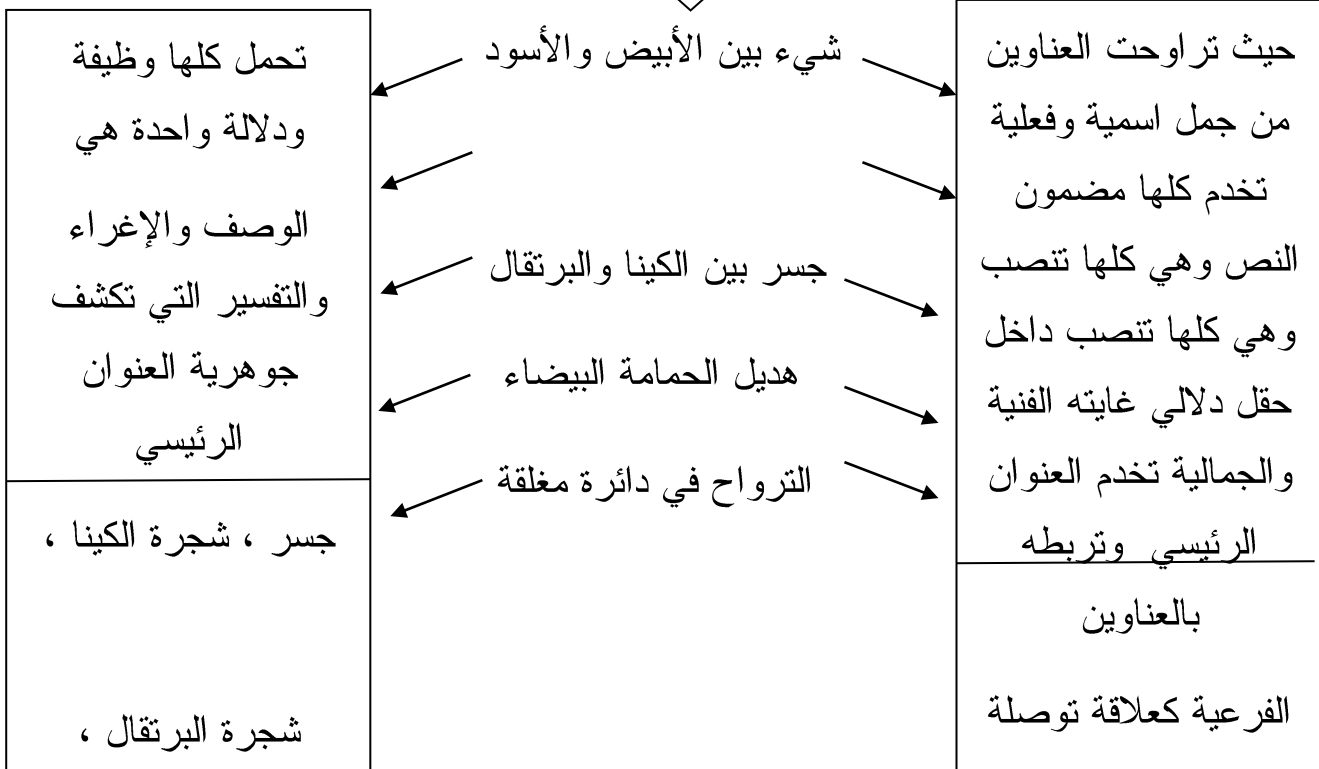 حيث تراوحت العناوين
من جمل اسمية وفعلية
تخدم كلها مضمون
النص وهي كلها تنصب
وهي كلها تنصب داخل
حقل دلالي غايته الفنية
والجمالية تخدم العنوان
الرئيسي وتربطه
بالعناوين
الفرعية كعلاقة توصلة
شيء بين الأبيض والأسود
جسر بين الكينا والبرتقال
هديل الحمامة البيضاء
الترواح في دائرة مغلقة
تحمل كلها وظيفة
ودلالة واحدة هي
الوصف والإغراء
والتفسير التي تكشف
جوهرية العنوان
الرئيسي
جسر ، شجرة الكينا ،
شجرة البرتقال ،